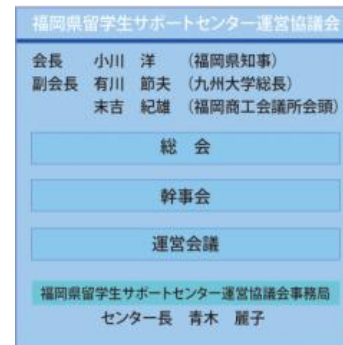 福岡県留学生サポートセンター運営協議会
会長 小川 洋 (福岡県知事)
副会長 有川 節夫 (九州大学総長)
末吉 紀雄 (福岡商工会議所会頭)
総 会
幹事会
運営会議
福岡県留学生サポートセンター運営協議会事務局
センター長 青木 麗子